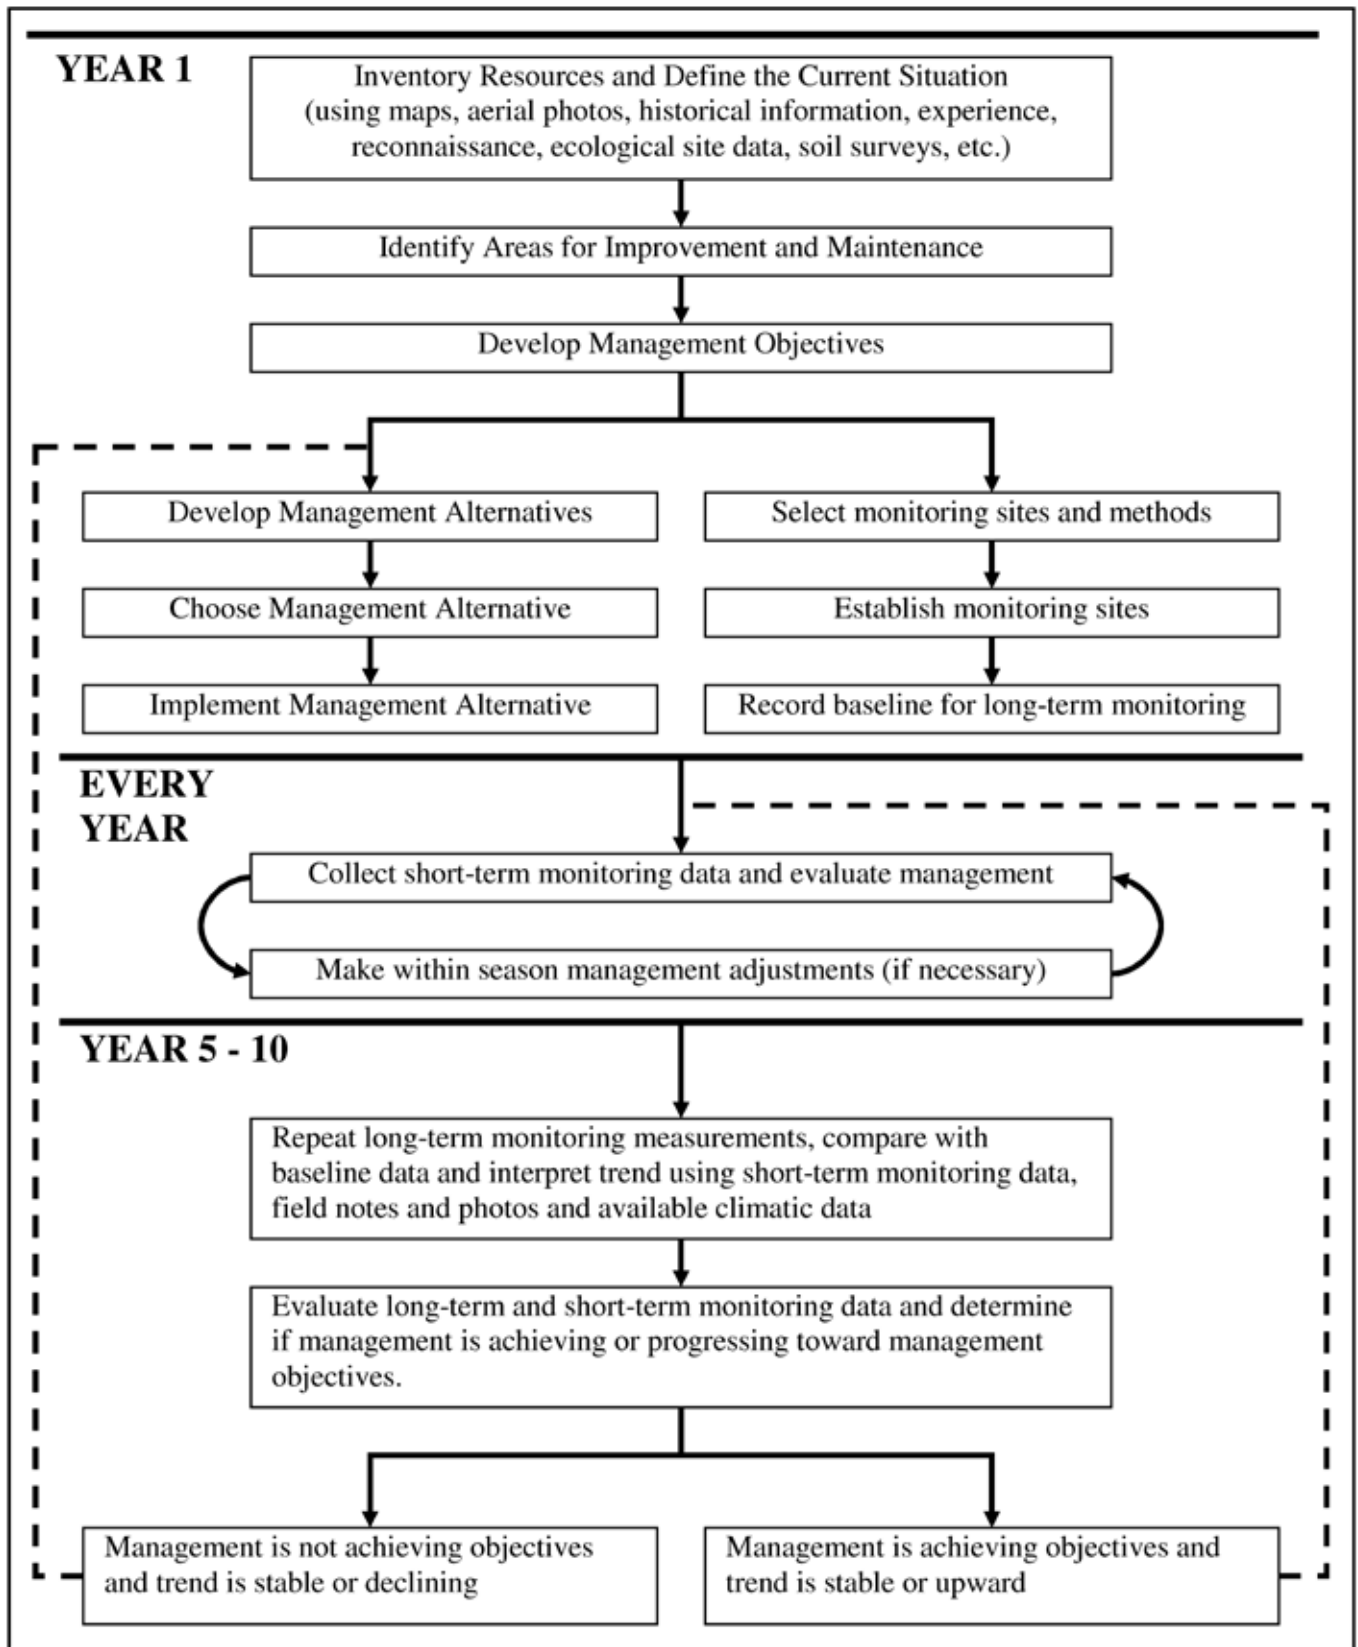 YEAR 1
Inventory Resources and Define the Current Situation
(using maps, aerial photos, historical information, experience,
reconnaissance, ecological site data, soil surveys, etc.)
Identify Areas for Improvement and Maintenance
Develop Management Objectives
Develop Management Alternatives
Choose Management Alternative
Implement Management Alternative
Select monitoring sites and methods
Establish monitoring sites
Record baseline for long-term monitoring
EVERY
YEAR
Collect short-term monitoring data and evaluate management
Make within season management adjustments (if necessary)
YEAR 5 - 10
Repeat long-term monitoring measurements, compare with
baseline data and interpret trend using short-term monitoring data,
field notes and photos and available climatic data
Evaluate long-term and short-term monitoring data and determine
if management is achieving or progressing toward management
objectives.
Management is not achieving objectives
and trend is stable or declining
Management is achieving objectives and
trend is stable or upward